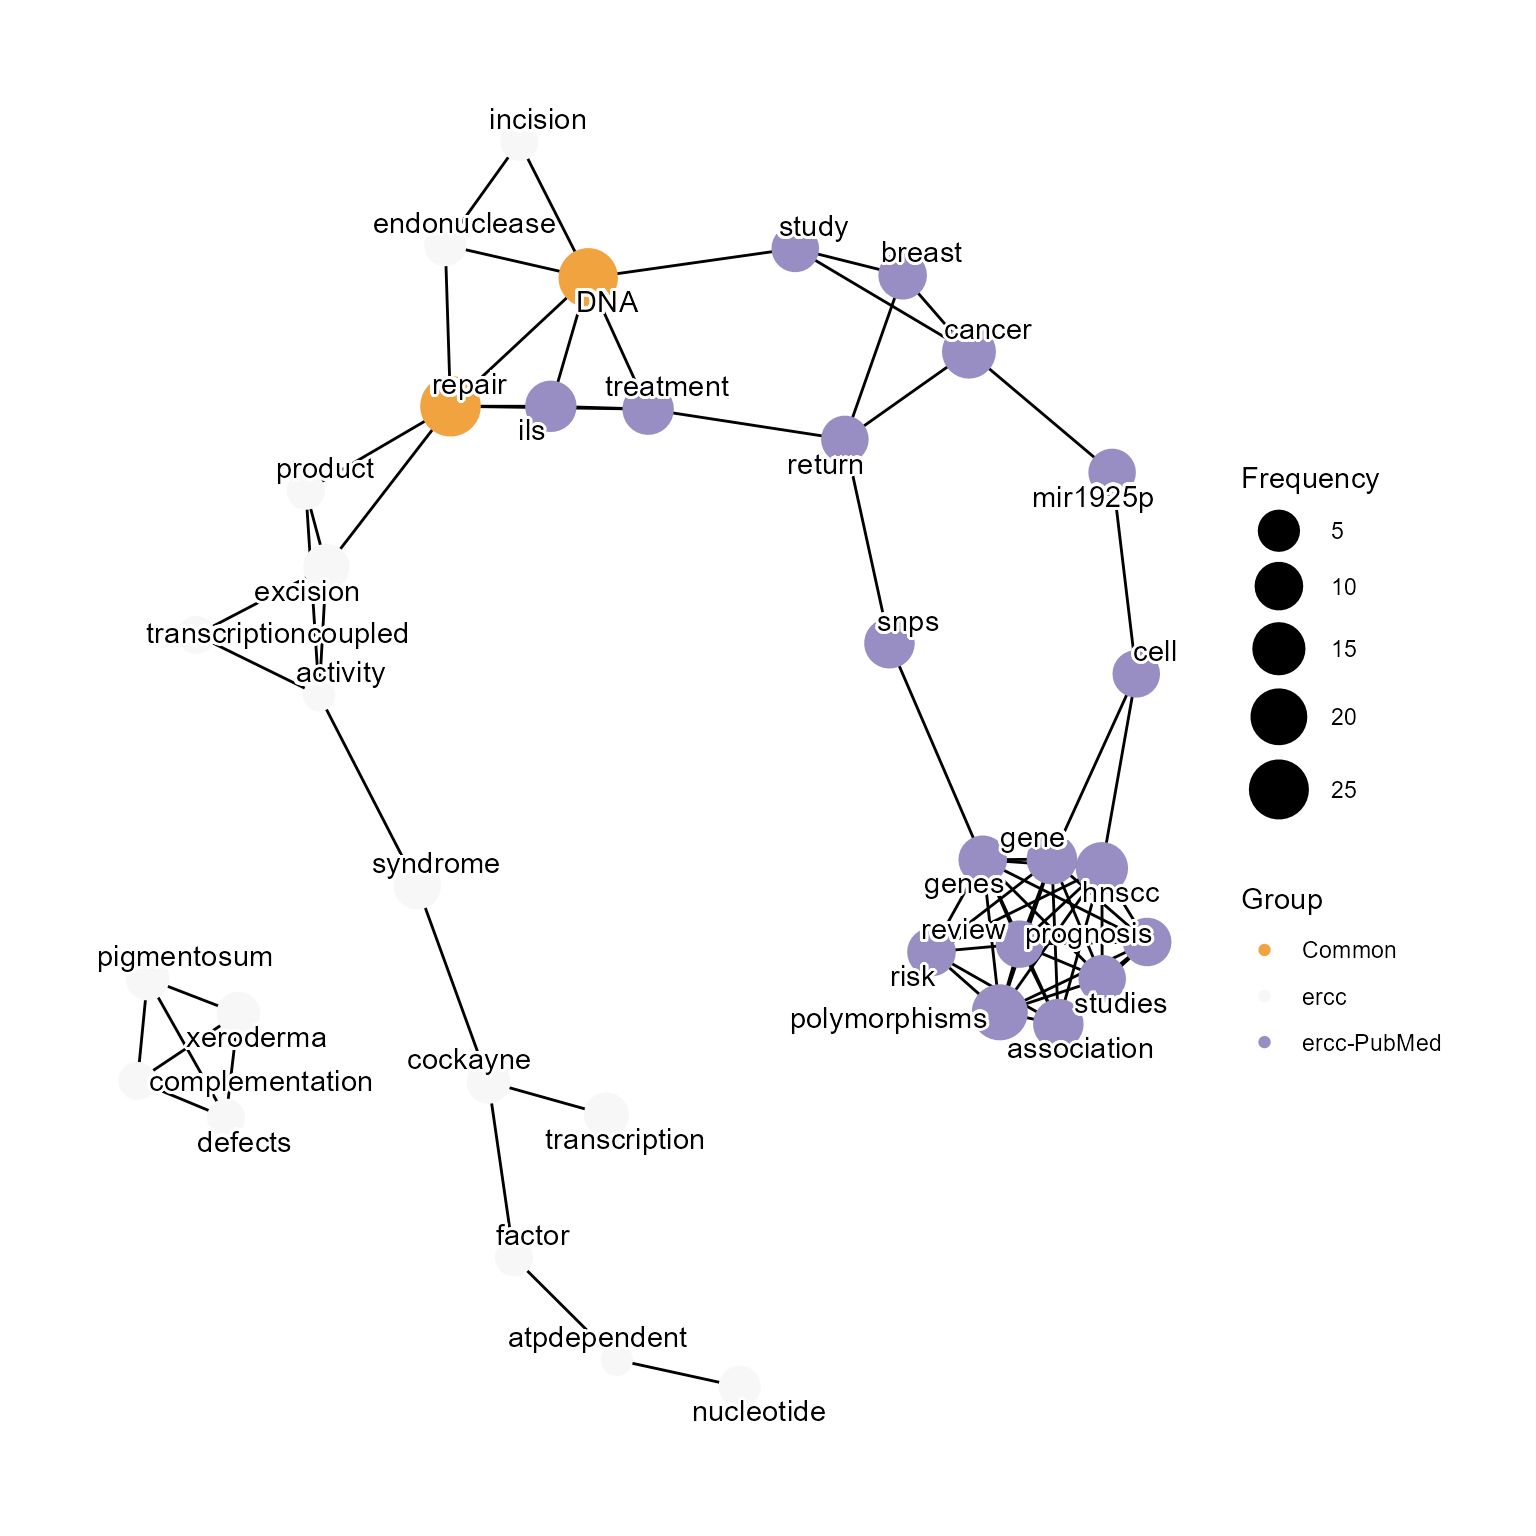 incision
endonuclease
study
breast
DNA
cancer
repair
treatment
ils
return
product
mir1925p
Frequency
5
10
15
20
25
excision
transcriptioncoupled
activity
snps
cell
gene
genes
hnscc
review
prognosis
risk
studies
polymorphisms
association
syndrome
Group
Common
ercc
ercc-PubMed
pigmentosum
xeroderma
complementation
defects
cockayne
transcription
factor
atpdependent
nucleotide